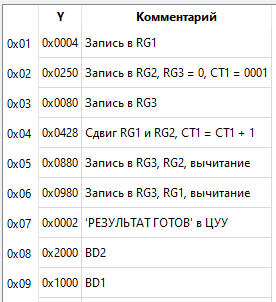 Y Комментарий
0x01 0x0004 Запись в RG1
0x02 0x0250 Запись в RG2, RG3 = 0, CT1 = 0001
0x03 0x0080 Запись в RG3
0x04 0x0428 Сдвиг RG1 и RG2, CT1 = CT1 + 1
0x05 0x0880 Запись в RG3, RG2, вычитание
0x06 0x0980 Запись в RG3, RG1, вычитание
0x07 0x0002 'РЕЗУЛЬТАТ ГОТОВ' в ЦУУ
0x08 0x2000 BD2
0x09 0x1000 BD1